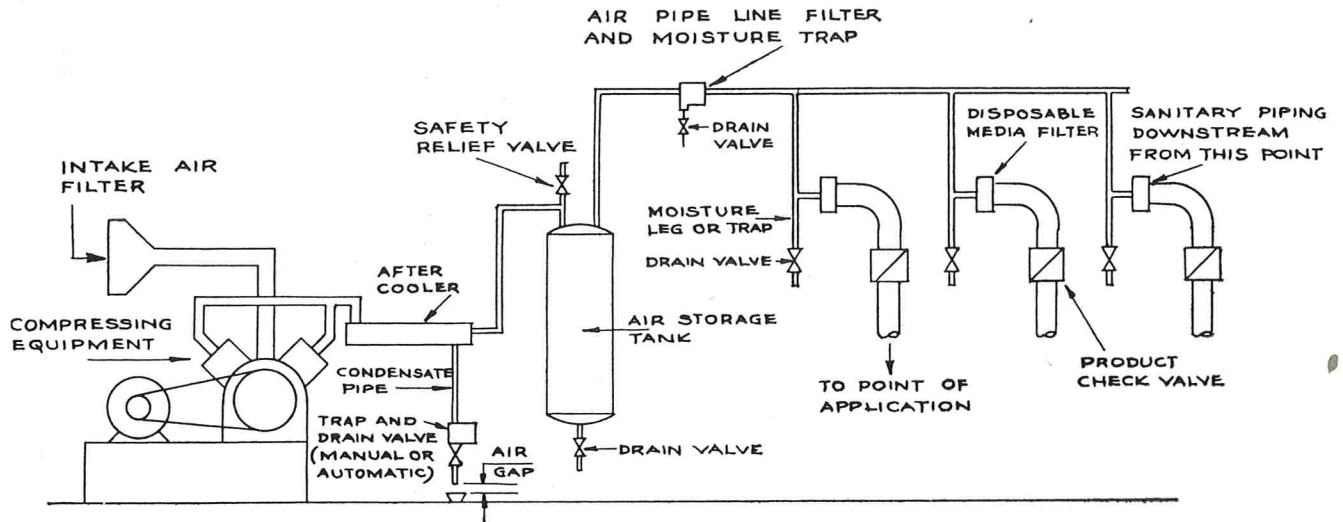 AIR PIPE LINE FILTER
AND MOISTURE TRAP
SAFETY
RELIEF VALVE
DRAIN
VALVE
DISPOSABLE
MEDIA FILTER
SANITARY PIPING
DOWNSTREAM
FROM THIS POINT
INTAKE AIR
FILTER
MOISTURE
LEG OR TRAP
DRAIN VALVE
AFTER
COOLER
COMPRESSING
EQUIPMENT
AIR STORAGE
TANK
CONDENSATE
PIPE
PRODUCT
CHECK VALVE
TO POINT OF
APPLICATION
TRAP AND
DRAIN VALVE
(MANUAL OR
AUTOMATIC)
AIR
GAP
DRAIN VALVE